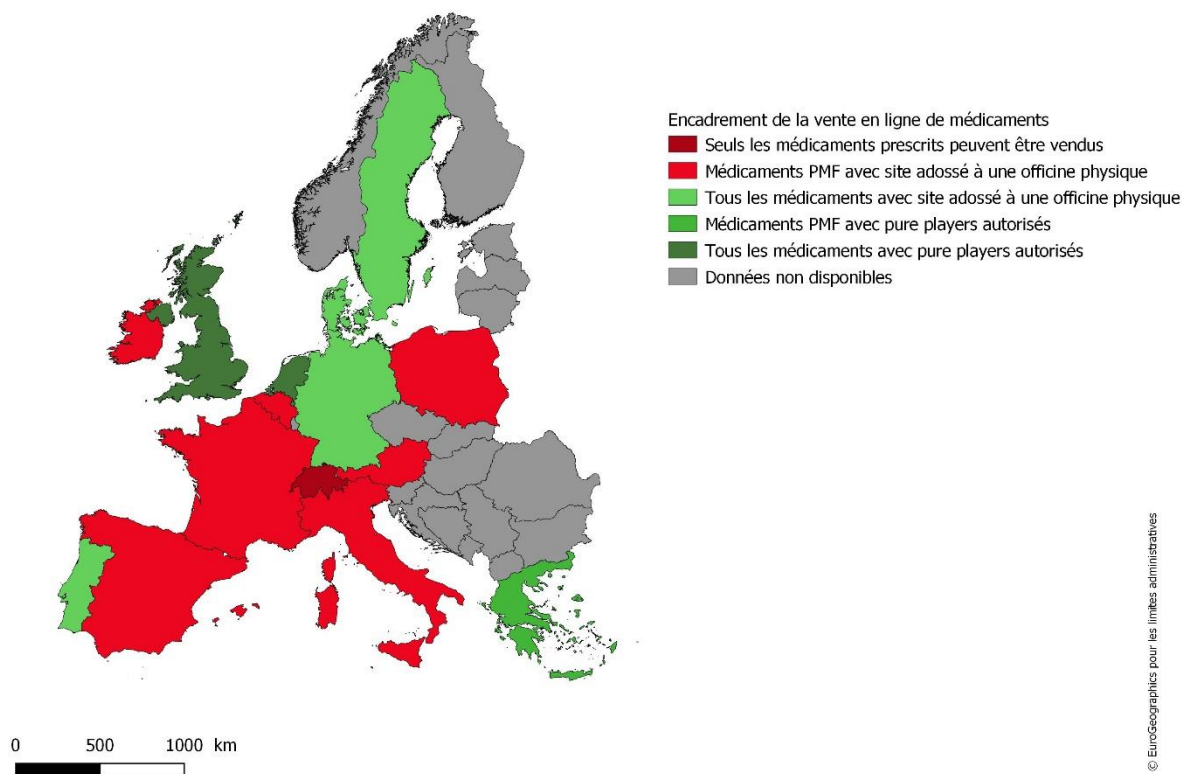 Encadrement de la vente en ligne de médicaments
Seuls les médicaments prescrits peuvent être vendus
Médicaments PMF avec site adossé à une officine physique
Tous les médicaments avec site adossé à une officine physique
Médicaments PMF avec pure players autorisés
Tous les médicaments avec pure players autorisés
Données non disponibles
0 500 1000 km
© EuroGeographics pour les limites administratives